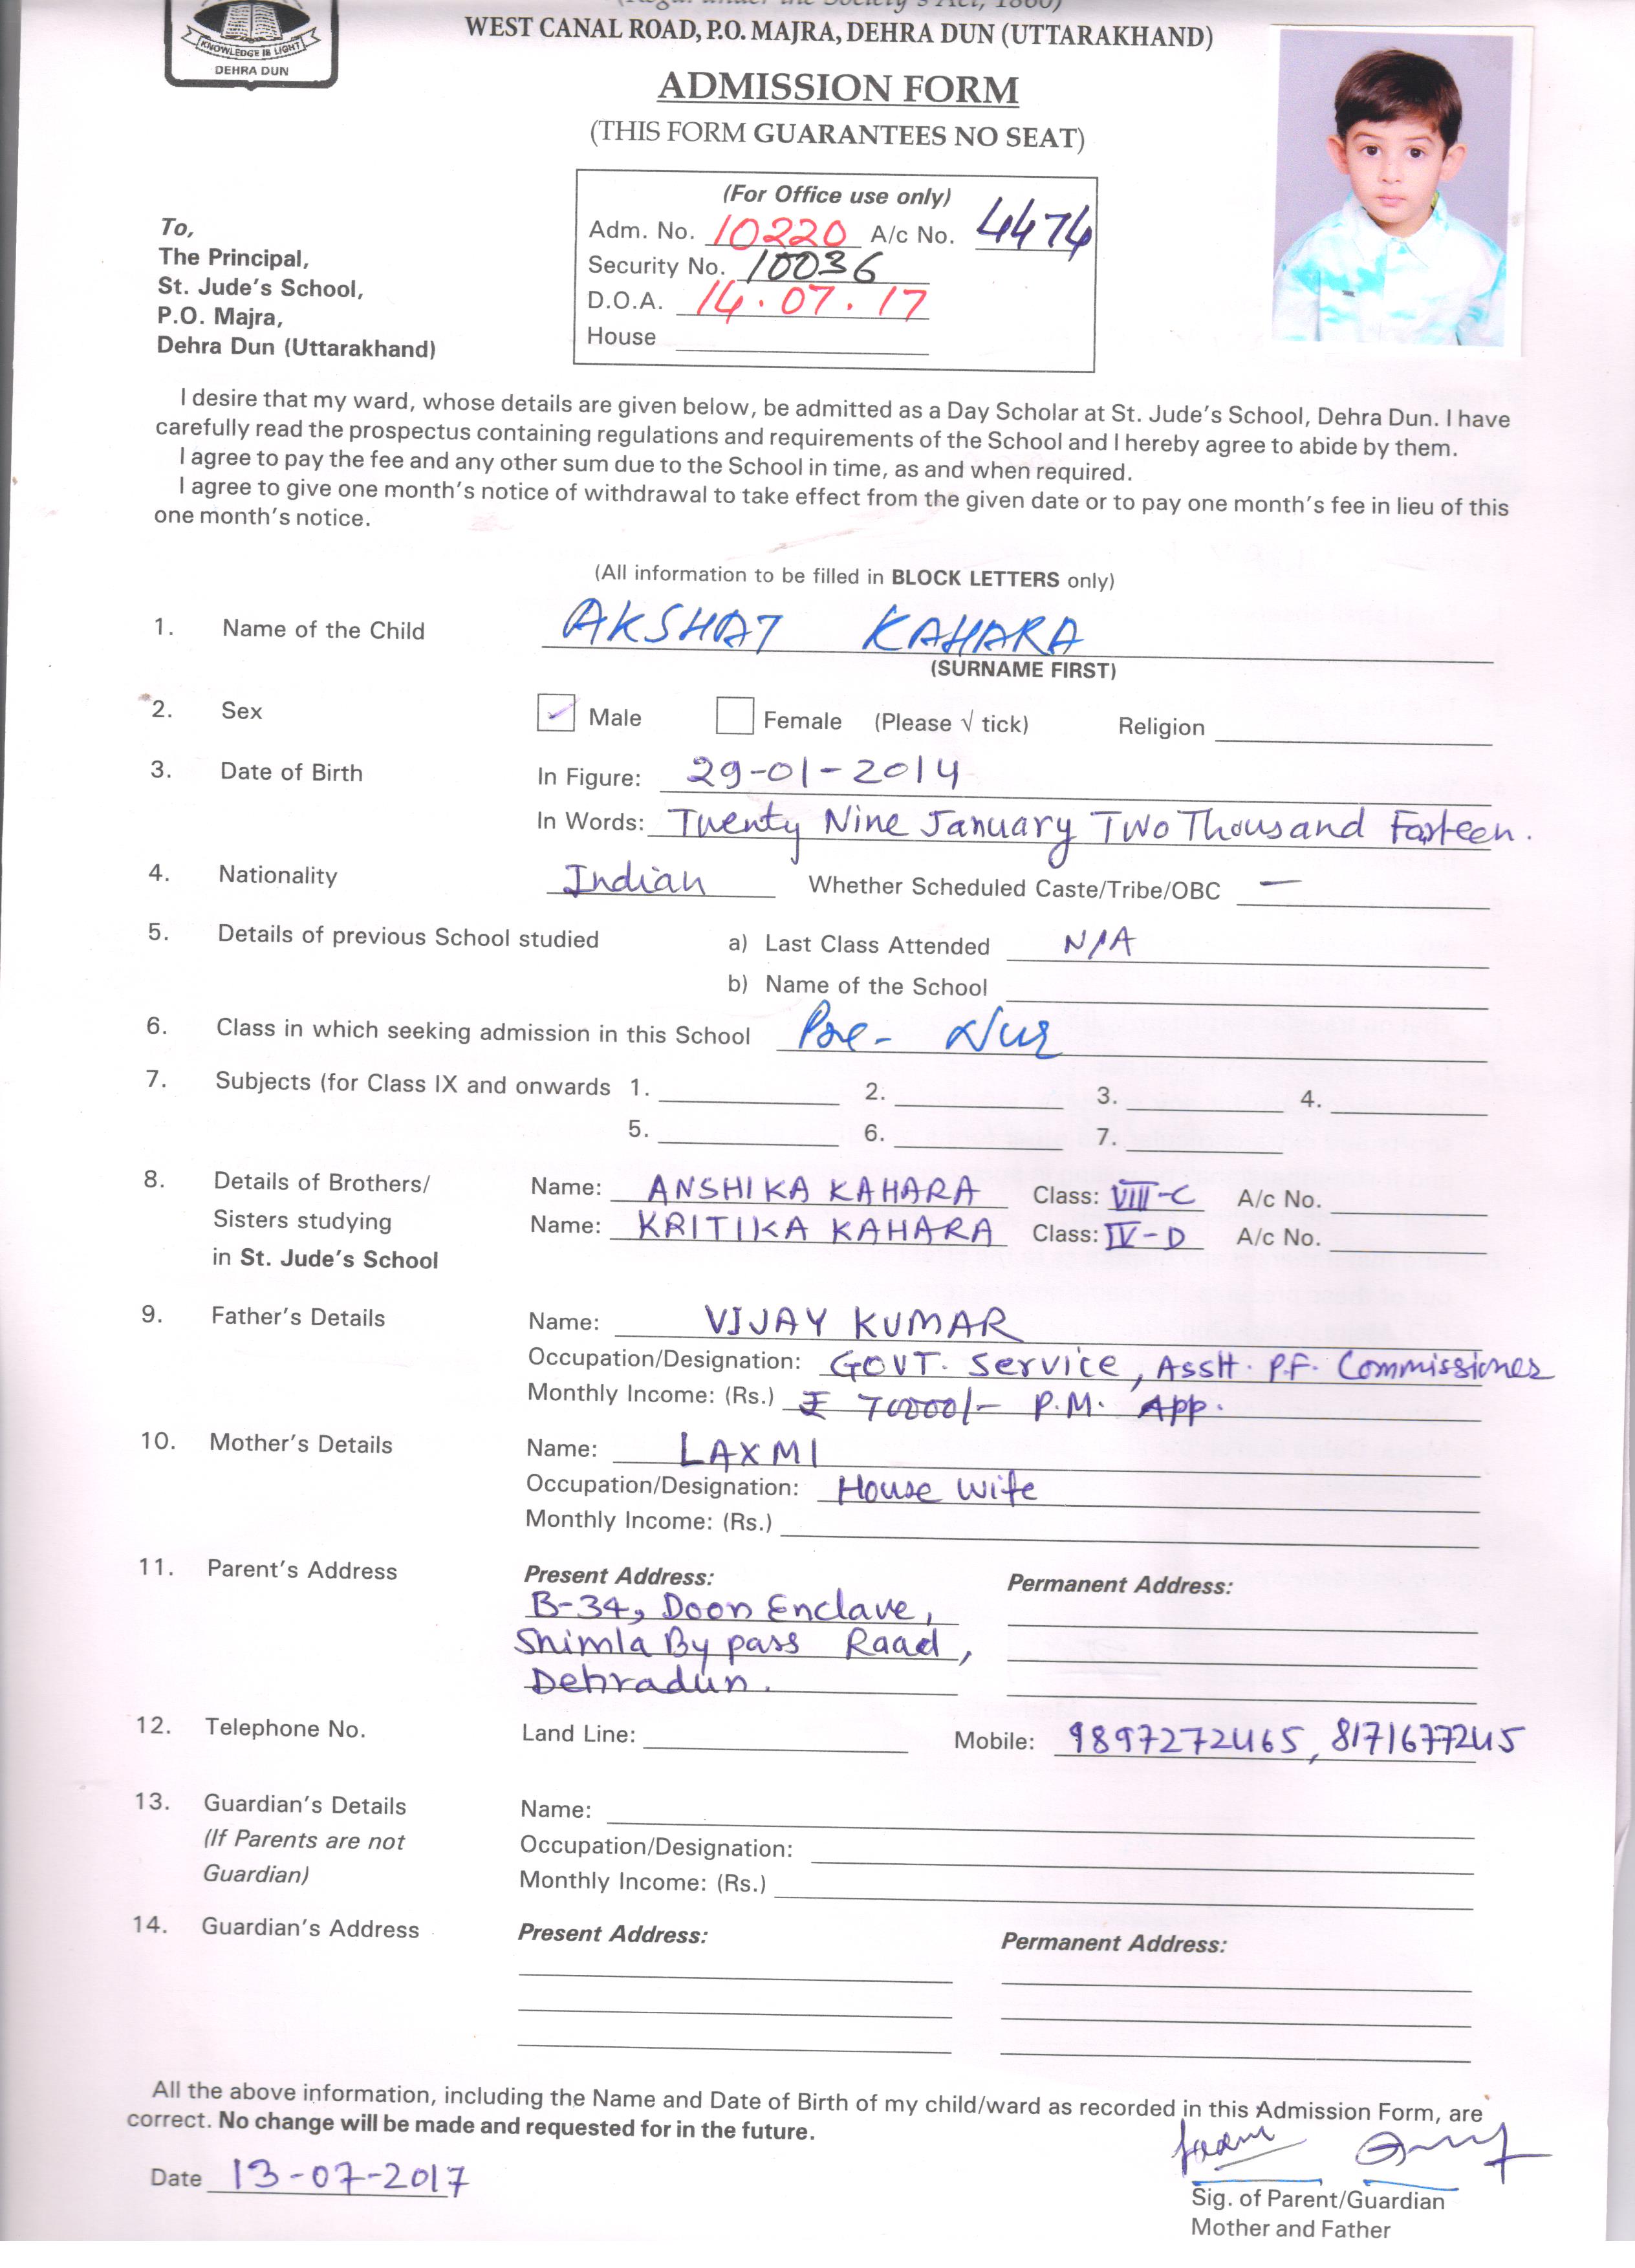 KNOWLEDGE IS LIGHT
DEHRA DUN
WEST CANAL ROAD, P.O. MAJRA, DEHRA DUN (UTTARAKHAND)
ADMISSION FORM
(THIS FORM GUARANTEES NO SEAT)
(For Office use only)
Adm. No. 10220 A/c No. 4474
Security No. 10036
D.O.A. 14.07.17
House
To,
The Principal,
St. Jude's School,
P.O. Majra,
Dehra Dun (Uttarakhand)
I desire that my ward, whose details are given below, be admitted as a Day Scholar at St. Jude's School, Dehra Dun. I have
carefully read the prospectus containing regulations and requirements of the School and I hereby agree to abide by them.
I agree to pay the fee and any other sum due to the School in time, as and when required.
I agree to give one month's notice of withdrawal to take effect from the given date or to pay one month's fee in lieu of this
one month's notice.
(All information to be filled in BLOCK LETTERS only)
1. Name of the Child AKSHAT KAHARA
(SURNAME FIRST)
2. Sex ✓ Male Female (Please √ tick) Religion
3. Date of Birth In Figure: 29-01-2014
In Words: Twenty Nine January Two Thousand Forteen.
4. Nationality Indian Whether Scheduled Caste/Tribe/OBC —
5. Details of previous School studied a) Last Class Attended N/A
b) Name of the School
6. Class in which seeking admission in this School Pre- Nur
7. Subjects (for Class IX and onwards 1. 2. 3. 4.
5. 6. 7.
8. Details of Brothers/ Name: ANSHIKA KAHARA Class: VIII-C A/c No.
Sisters studying Name: KRITIKA KAHARA Class: IV-D A/c No.
in St. Jude's School
9. Father's Details Name: VIJAY KUMAR
Occupation/Designation: GOVT. Service, Asstt. P.F. Commissioner
Monthly Income: (Rs.) ₹ 70000/- P.M. App.
10. Mother's Details Name: LAXMI
Occupation/Designation: House Wife
Monthly Income: (Rs.)
11. Parent's Address Present Address: Permanent Address:
B-34, Doon Enclave,
Shimla By pass Road,
Dehradun.
12. Telephone No. Land Line: Mobile: 9897272465, 8171677245
13. Guardian's Details Name:
(If Parents are not Occupation/Designation:
Guardian) Monthly Income: (Rs.)
14. Guardian's Address Present Address: Permanent Address:
All the above information, including the Name and Date of Birth of my child/ward as recorded in this Admission Form, are
correct. No change will be made and requested for in the future.
Date 13-07-2017
Sig. of Parent/Guardian
Mother and Father